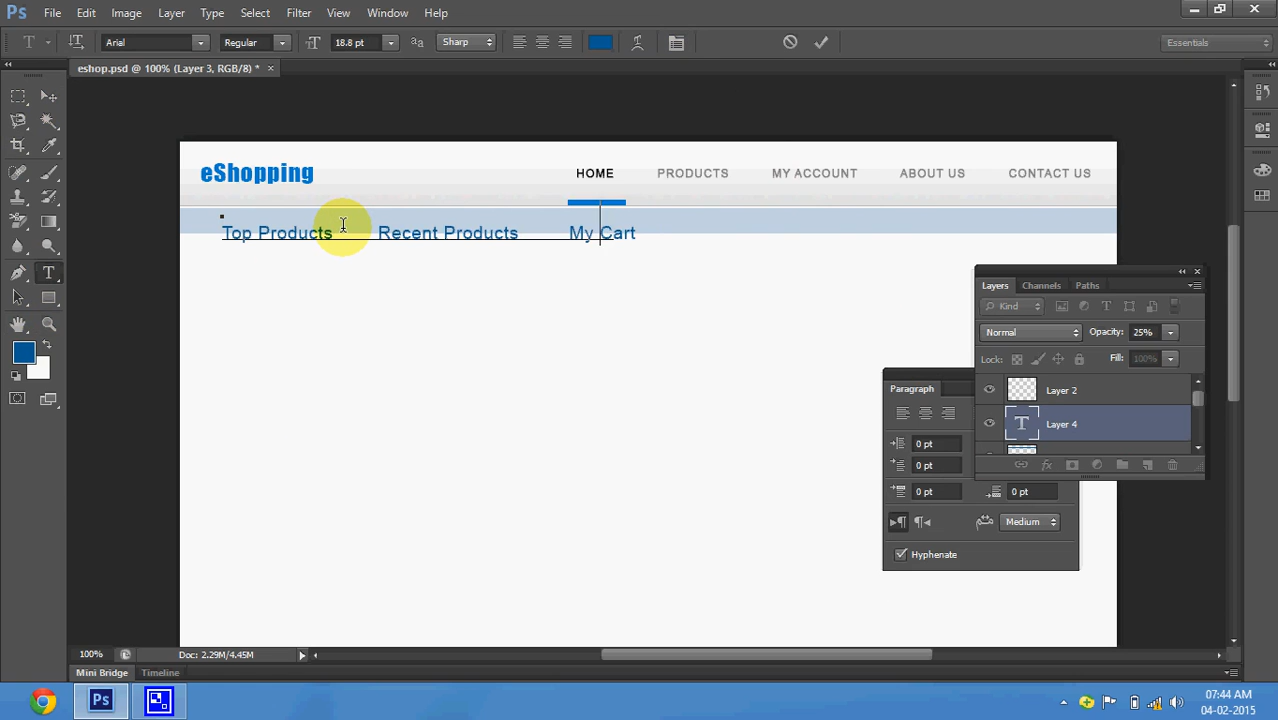 Ps File Edit Image Layer Type Select Filter View Window Help
T Arial Regular 18.8 pt aa Sharp Essentials
eshop.psd @ 100% (Layer 3, RGB/8) * ×
eShopping HOME PRODUCTS MY ACCOUNT ABOUT US CONTACT US
Top Products Recent Products My Cart
Layers Channels Paths
Kind
Normal Opacity: 25%
Lock: Fill: 100%
Layer 2
Layer 4
Paragraph
0 pt
0 pt
0 pt 0 pt
Medium
Hyphenate
100% Doc: 2.29M/4.45M
Mini Bridge Timeline
Ps 07:44 AM
04-02-2015